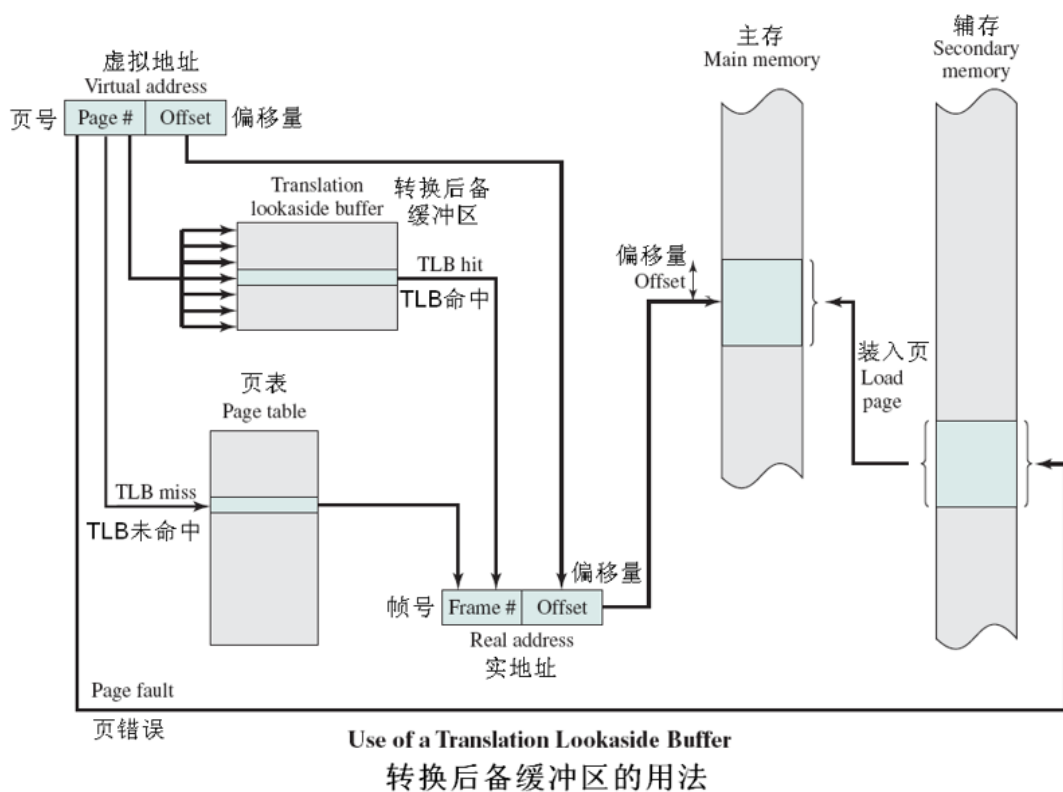 虚拟地址
Virtual address
页号
Page #
Offset
偏移量
主存
Main memory
辅存
Secondary
memory
Translation
lookaside buffer
转换后备
缓冲区
TLB hit
TLB命中
偏移量
Offset
装入页
Load
page
页表
Page table
TLB miss
TLB未命中
偏移量
帧号
Frame #
Offset
Real address
实地址
Page fault
页错误
Use of a Translation Lookaside Buffer
转换后备缓冲区的用法